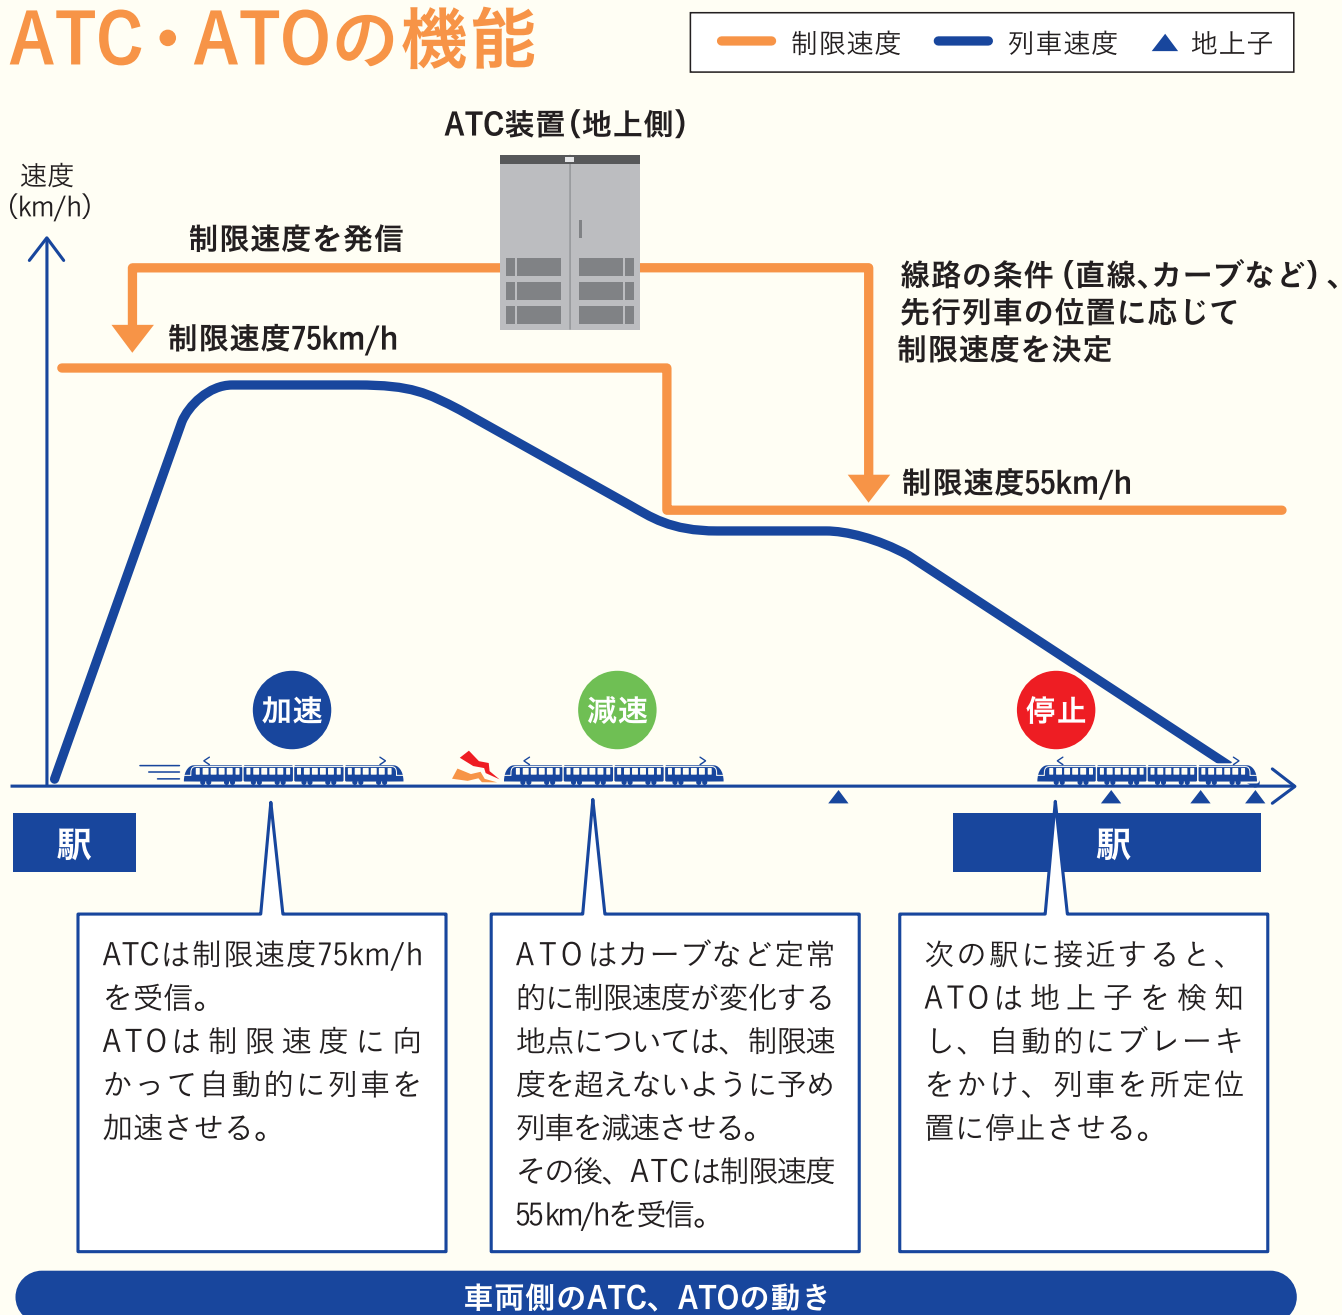 ATC・ATOの機能
制限速度 列車速度 地上子
ATC装置（地上側）
速度
（km/h）
制限速度を発信
線路の条件（直線、カーブなど）、
先行列車の位置に応じて
制限速度を決定
制限速度75km/h
制限速度55km/h
加速
減速
停止
駅
駅
ATCは制限速度75km/h
を受信。
ATOは制限速度に向
かって自動的に列車を
加速させる。
ATOはカーブなど定常
的に制限速度が変化する
地点については、制限速
度を超えないように予め
列車を減速させる。
その後、ATCは制限速度
55km/hを受信。
次の駅に接近すると、
ATOは地上子を検知
し、自動的にブレーキ
をかけ、列車を所定位
置に停止させる。
車両側のATC、ATOの動き